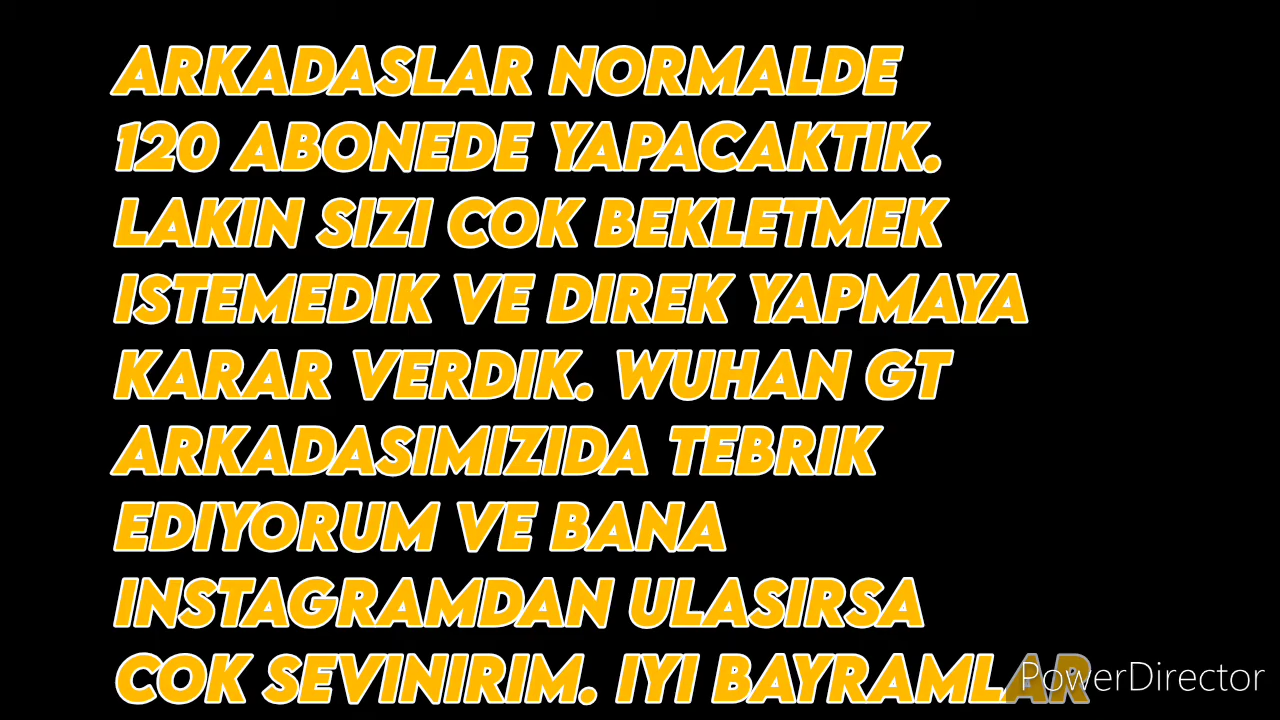 ARKADASLAR NORMALDE
120 ABONEDE YAPACAKTIK.
LAKIN SIZI COK BEKLETMEK
ISTEMEDIK VE DIREK YAPMAYA
KARAR VERDIK. WUHAN GT
ARKADASIMIZIDA TEBRIK
EDIYORUM VE BANA
INSTAGRAMDAN ULASIRSA
COK SEVINIRIM. IYI BAYRAMLAR
PowerDirector